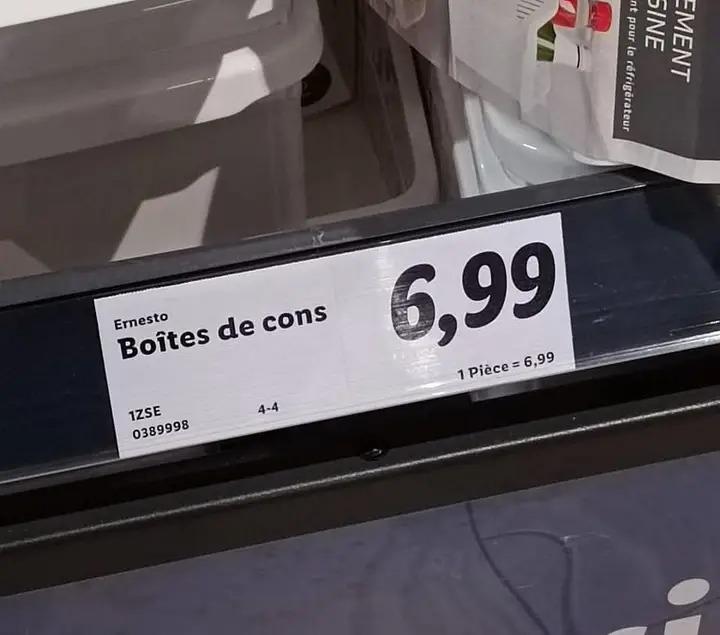 EMENT
SINE
nt pour le réfrigérateur
Ernesto
Boîtes de cons
6,99
1 Pièce = 6,99
1ZSE
4-4
0389998